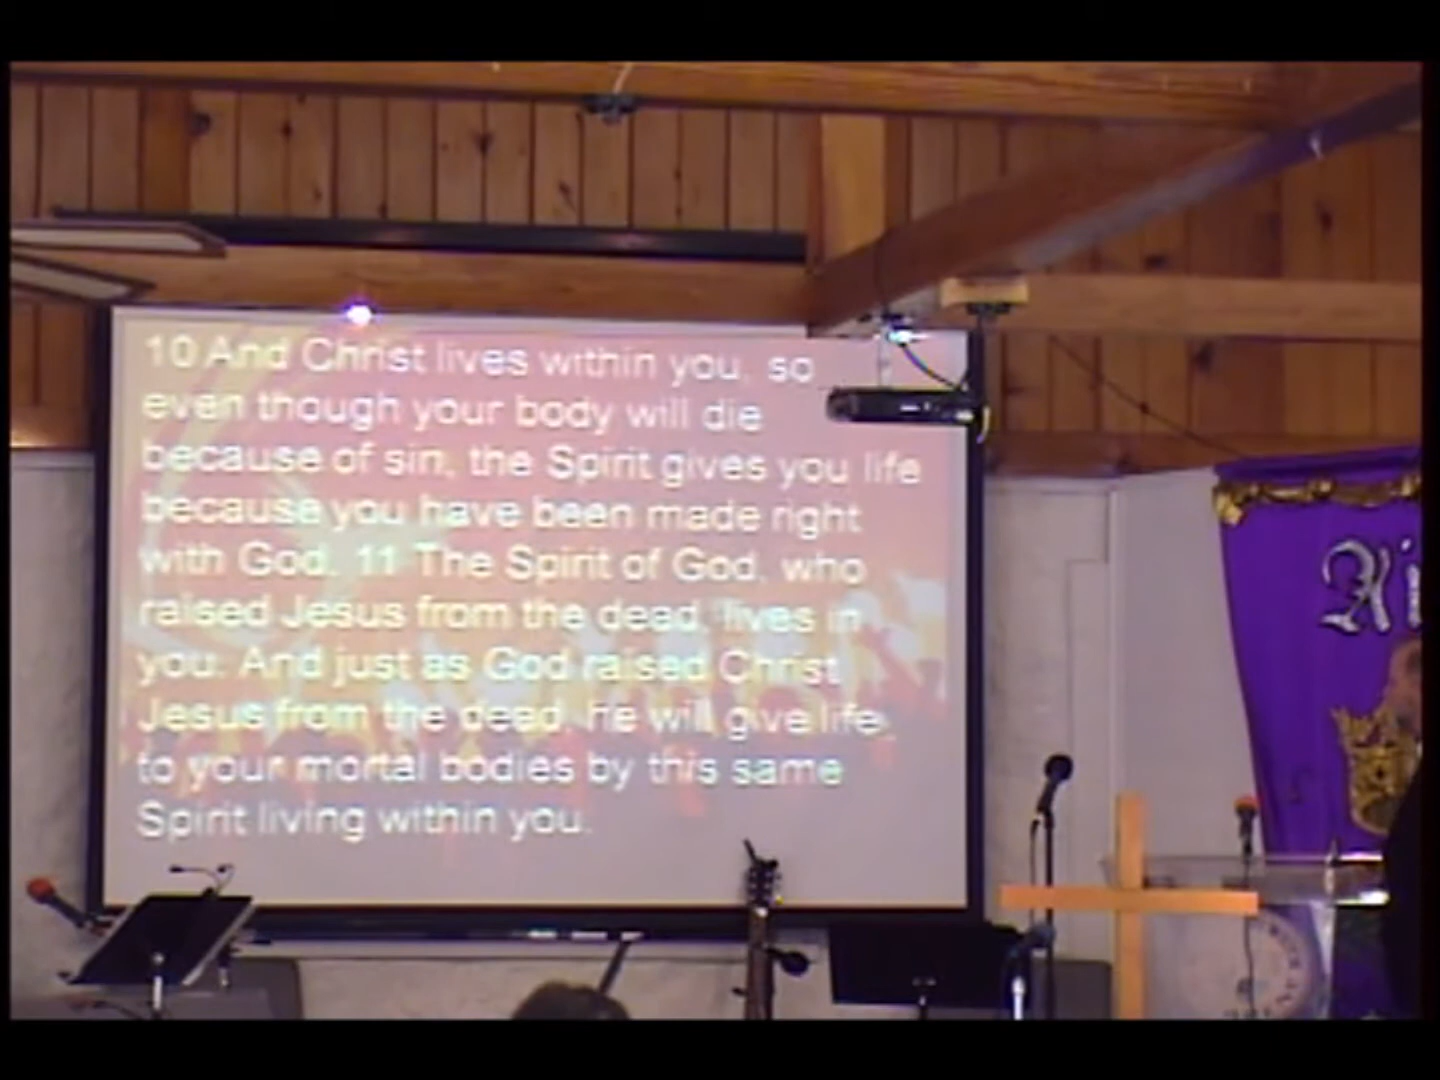 10 And Christ lives within you, so
even though your body will die
because of sin, the Spirit gives you life
because you have been made right
with God. 11 The Spirit of God, who
raised Jesus from the dead, lives in
you. And just as God raised Christ
Jesus from the dead, he will give life
to your mortal bodies by this same
Spirit living within you.